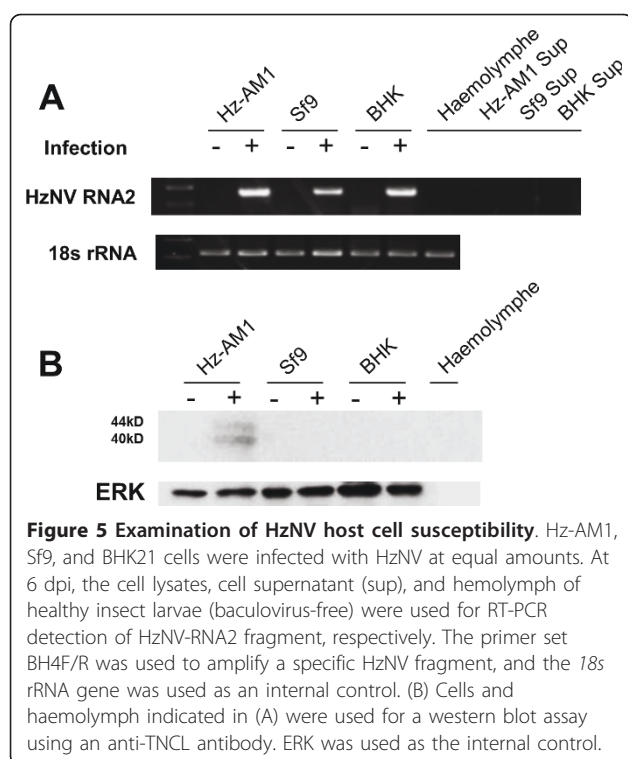 A
Hz-AM1 Sf9 BHK Haemolymphe Hz-AM1 Sup Sf9 Sup BHK Sup
Infection - + - + - +
HzNV RNA2
18s rRNA
B
Hz-AM1 Sf9 BHK Haemolymphe
- + - + - +
44kD
40kD
ERK
Figure 5 Examination of HzNV host cell susceptibility. Hz-AM1,
Sf9, and BHK21 cells were infected with HzNV at equal amounts. At
6 dpi, the cell lysates, cell supernatant (sup), and hemolymph of
healthy insect larvae (baculovirus-free) were used for RT-PCR
detection of HzNV-RNA2 fragment, respectively. The primer set
BH4F/R was used to amplify a specific HzNV fragment, and the 18s
rRNA gene was used as an internal control. (B) Cells and
haemolymph indicated in (A) were used for a western blot assay
using an anti-TNCL antibody. ERK was used as the internal control.